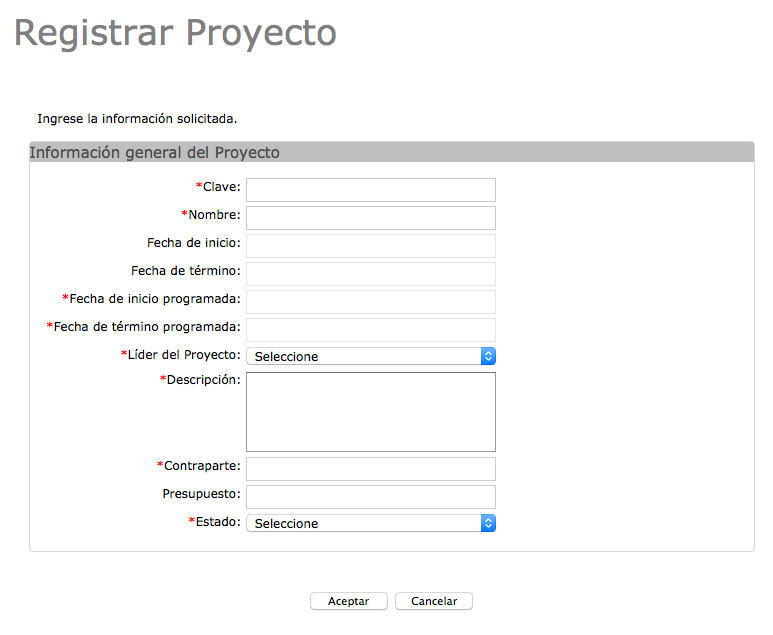 Registrar Proyecto
Ingrese la información solicitada.
Información general del Proyecto
*Clave:
*Nombre:
Fecha de inicio:
Fecha de término:
*Fecha de inicio programada:
*Fecha de término programada:
*Líder del Proyecto: Seleccione
*Descripción:
*Contraparte:
Presupuesto:
*Estado: Seleccione
Aceptar Cancelar